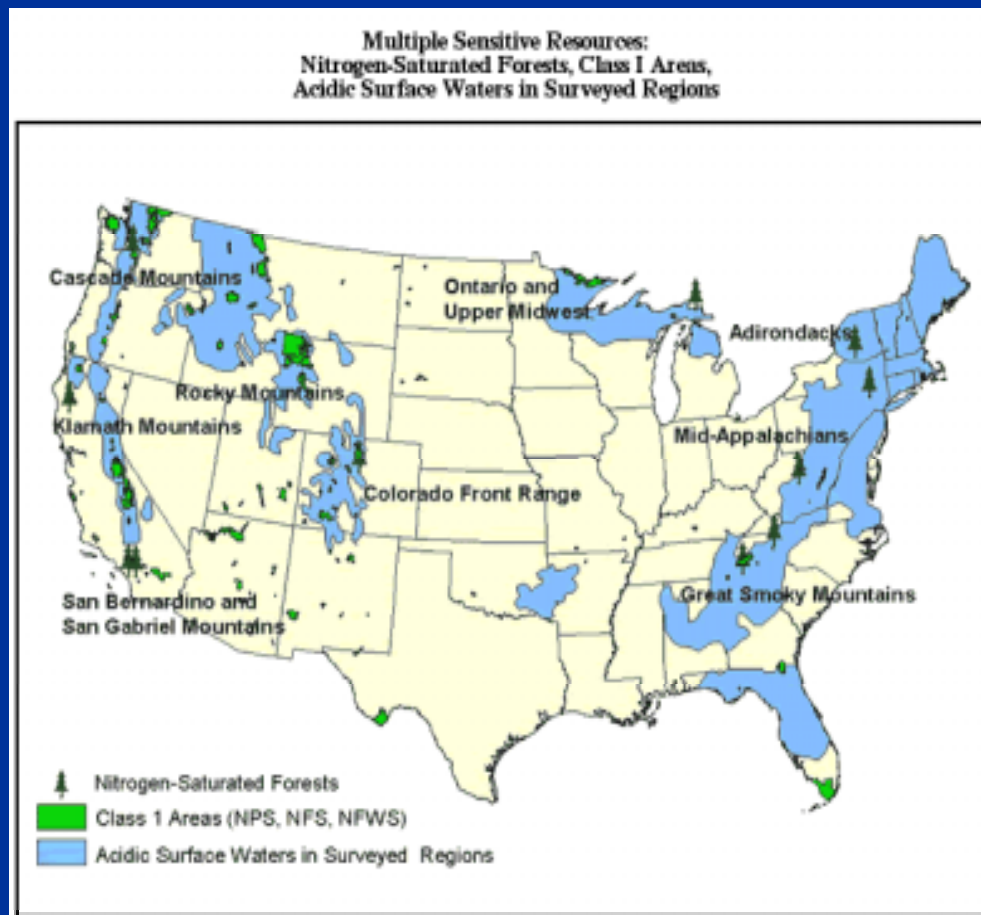 Multiple Sensitive Resources:
Nitrogen-Saturated Forests, Class I Areas,
Acidic Surface Waters in Surveyed Regions
Cascade Mountains
Ontario and
Upper Midwest
Adirondacks
Rocky Mountains
Klamath Mountains
Mid-Appalachians
Colorado Front Range
Great Smoky Mountains
San Bernardino and
San Gabriel Mountains
Nitrogen-Saturated Forests
Class 1 Areas (NPS, NFS, NFWS)
Acidic Surface Waters in Surveyed Regions